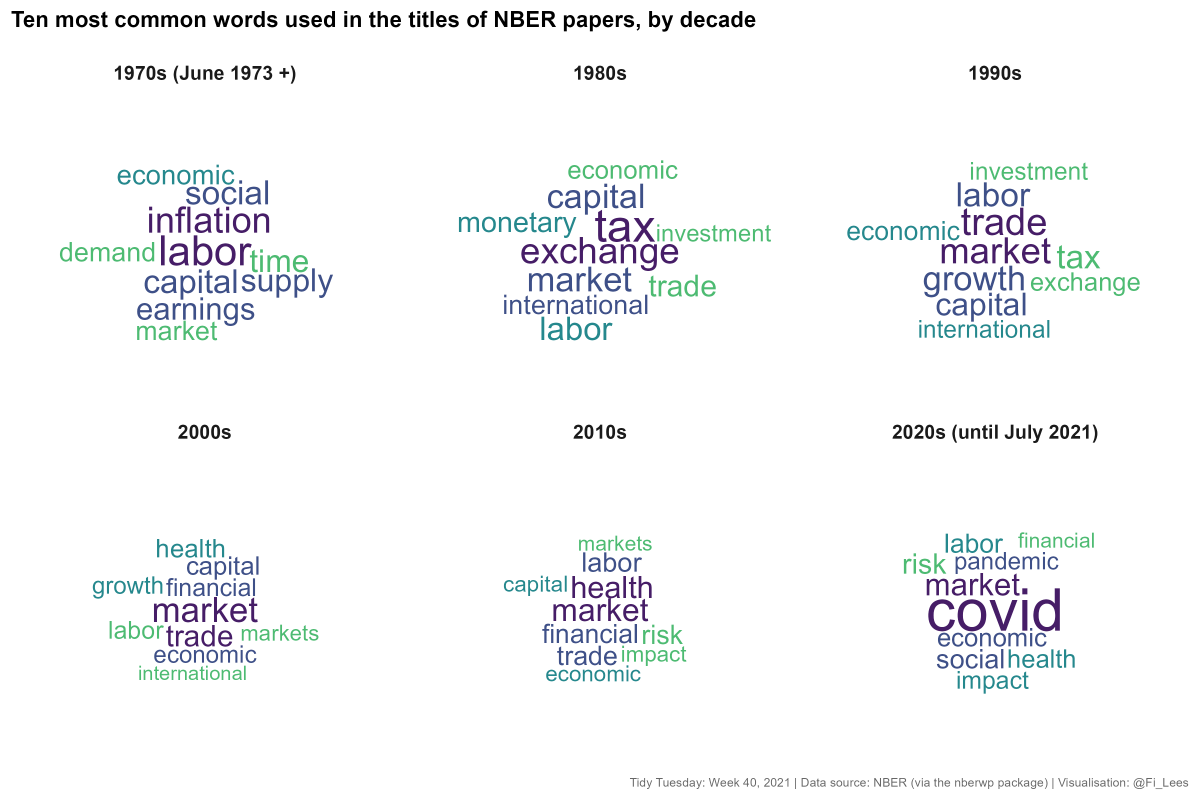 Ten most common words used in the titles of NBER papers, by decade
1970s (June 1973 +)
economic
social
inflation
labor
demand
time
capital
supply
earnings
market
1980s
economic
capital
monetary
tax
investment
exchange
market
trade
international
labor
1990s
investment
labor
trade
economic
market
tax
growth
exchange
capital
international
2000s
health
capital
growth
financial
market
labor
trade
markets
economic
international
2010s
markets
labor
capital
health
market
financial
risk
trade
impact
economic
2020s (until July 2021)
labor
financial
risk
pandemic
market
covid
economic
social
health
impact
Tidy Tuesday: Week 40, 2021 | Data source: NBER (via the nberwp package) | Visualisation: @Fi_Lees